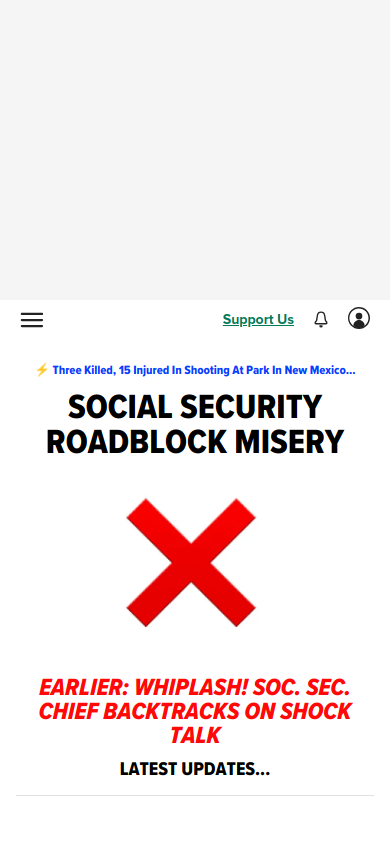 Support Us
⚡ Three Killed, 15 Injured In Shooting At Park In New Mexico...
SOCIAL SECURITY
ROADBLOCK MISERY
EARLIER: WHIPLASH! SOC. SEC.
CHIEF BACKTRACKS ON SHOCK
TALK
LATEST UPDATES...